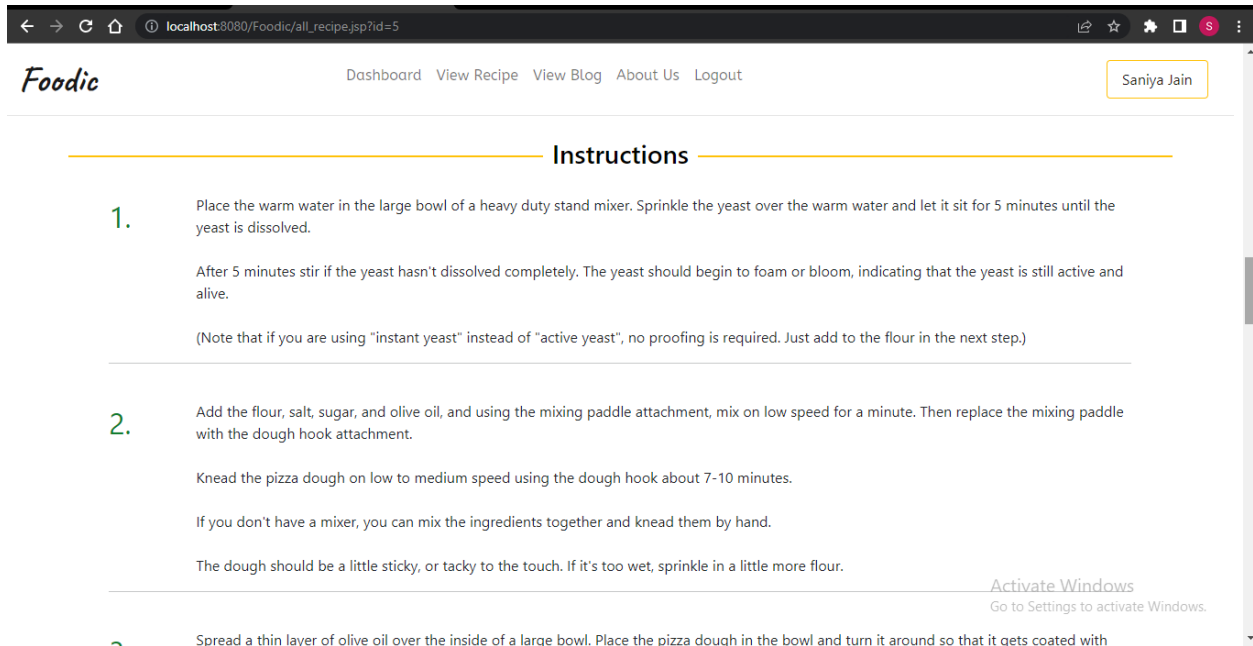 localhost:8080/Foodic/all_recipe.jsp?id=5
S
Foodic
Dashboard View Recipe View Blog About Us Logout
Saniya Jain
Instructions
1.
Place the warm water in the large bowl of a heavy duty stand mixer. Sprinkle the yeast over the warm water and let it sit for 5 minutes until the
yeast is dissolved.
After 5 minutes stir if the yeast hasn't dissolved completely. The yeast should begin to foam or bloom, indicating that the yeast is still active and
alive.
(Note that if you are using "instant yeast" instead of "active yeast", no proofing is required. Just add to the flour in the next step.)
2.
Add the flour, salt, sugar, and olive oil, and using the mixing paddle attachment, mix on low speed for a minute. Then replace the mixing paddle
with the dough hook attachment.
Knead the pizza dough on low to medium speed using the dough hook about 7-10 minutes.
If you don't have a mixer, you can mix the ingredients together and knead them by hand.
The dough should be a little sticky, or tacky to the touch. If it's too wet, sprinkle in a little more flour.
Activate Windows
Go to Settings to activate Windows.
Spread a thin layer of olive oil over the inside of a large bowl. Place the pizza dough in the bowl and turn it around so that it gets coated with